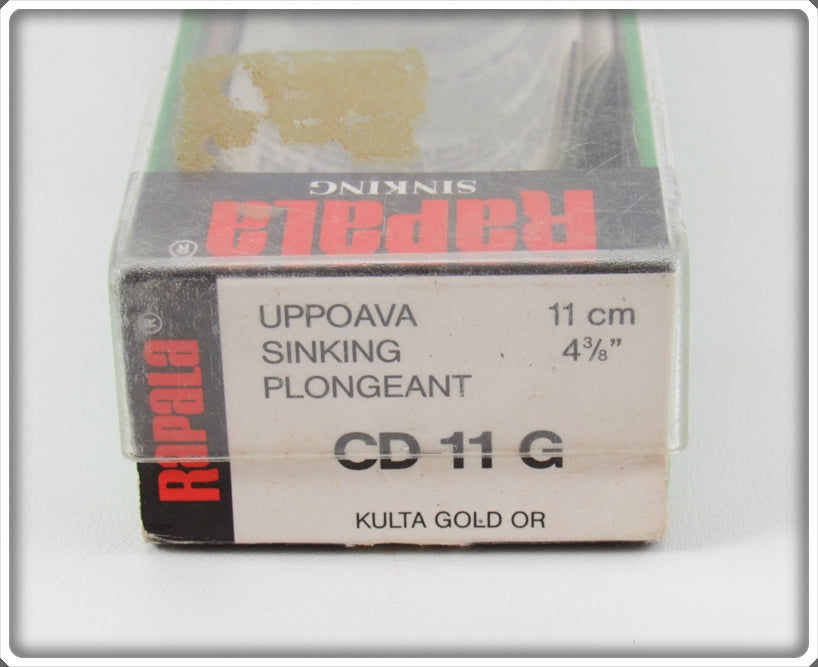 SINKING
RAPALA ®
RAPALA ®
UPPOAVA 11 cm
SINKING 4⅜"
PLONGEANT
CD 11 G
KULTA GOLD OR